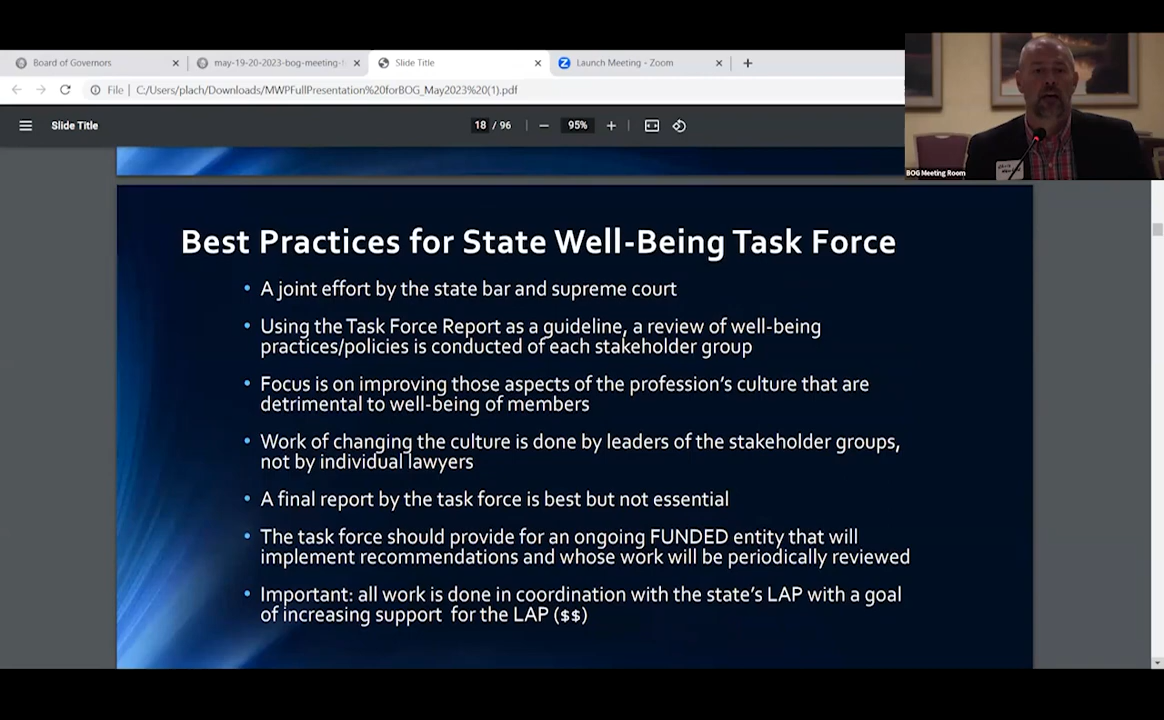 Board of Governors
may-19-20-2023-bog-meeting-
Slide Title
Launch Meeting - Zoom
File | C:/Users/plach/Downloads/MWPFullPresentation%20forBOG_May2023%20(1).pdf
Slide Title
18 / 96
95%
BOG Meeting Room
Best Practices for State Well-Being Task Force
• A joint effort by the state bar and supreme court
• Using the Task Force Report as a guideline, a review of well-being
practices/policies is conducted of each stakeholder group
• Focus is on improving those aspects of the profession's culture that are
detrimental to well-being of members
• Work of changing the culture is done by leaders of the stakeholder groups,
not by individual lawyers
• A final report by the task force is best but not essential
• The task force should provide for an ongoing FUNDED entity that will
implement recommendations and whose work will be periodically reviewed
• Important: all work is done in coordination with the state's LAP with a goal
of increasing support for the LAP ($$)